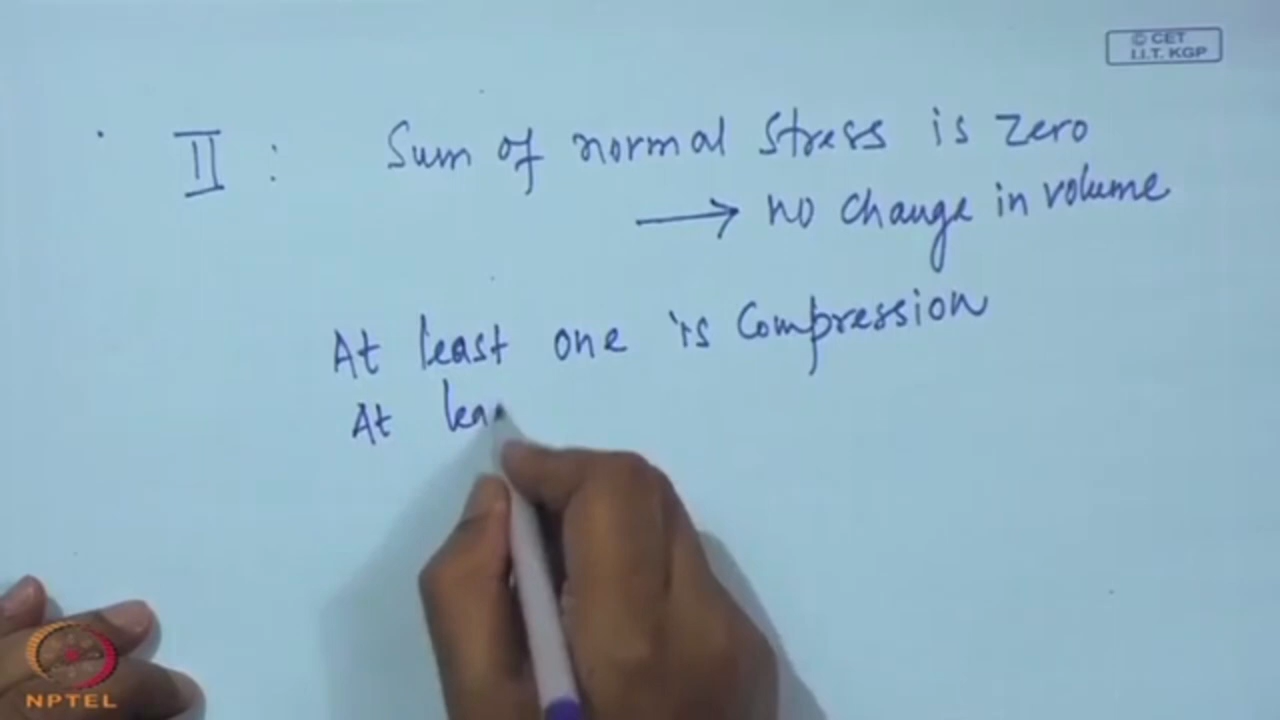 © CET
I.I.T. KGP
II : Sum of normal stress is zero
→ no change in volume
At least one is Compression
At lea
NPTEL